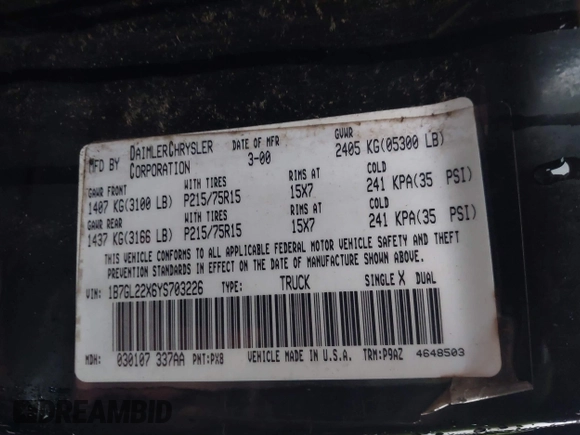 MFD BY DAIMLERCHRYSLER CORPORATION DATE OF MFR 3-00 GVWR 2405 KG(05300 LB)
GAWR FRONT WITH TIRES RIMS AT COLD
1407 KG(3100 LB) P215/75R15 15X7 241 KPA(35 PSI)
GAWR REAR WITH TIRES RIMS AT COLD
1437 KG(3166 LB) P215/75R15 15X7 241 KPA(35 PSI)
THIS VEHICLE CONFORMS TO ALL APPLICABLE FEDERAL MOTOR VEHICLE SAFETY AND THEFT
PREVENTION STANDARDS IN EFFECT ON THE DATE OF MANUFACTURE SHOWN ABOVE.
VIN: 1B7GL22X6YS703226 TYPE: TRUCK SINGLE X DUAL
MDH: 030107 337AA PNT:PX8 VEHICLE MADE IN U.S.A. TRM:P9AZ 4648503
DREAMBID